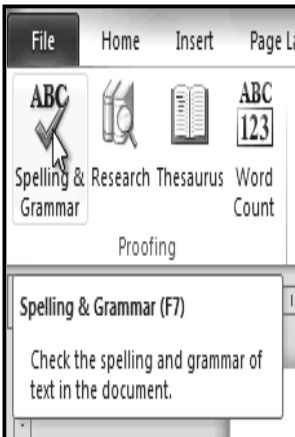 File Home Insert Page La
ABC ABC
123
Spelling & Research Thesaurus Word
Grammar Count
Proofing
Spelling & Grammar (F7)
Check the spelling and grammar of
text in the document.